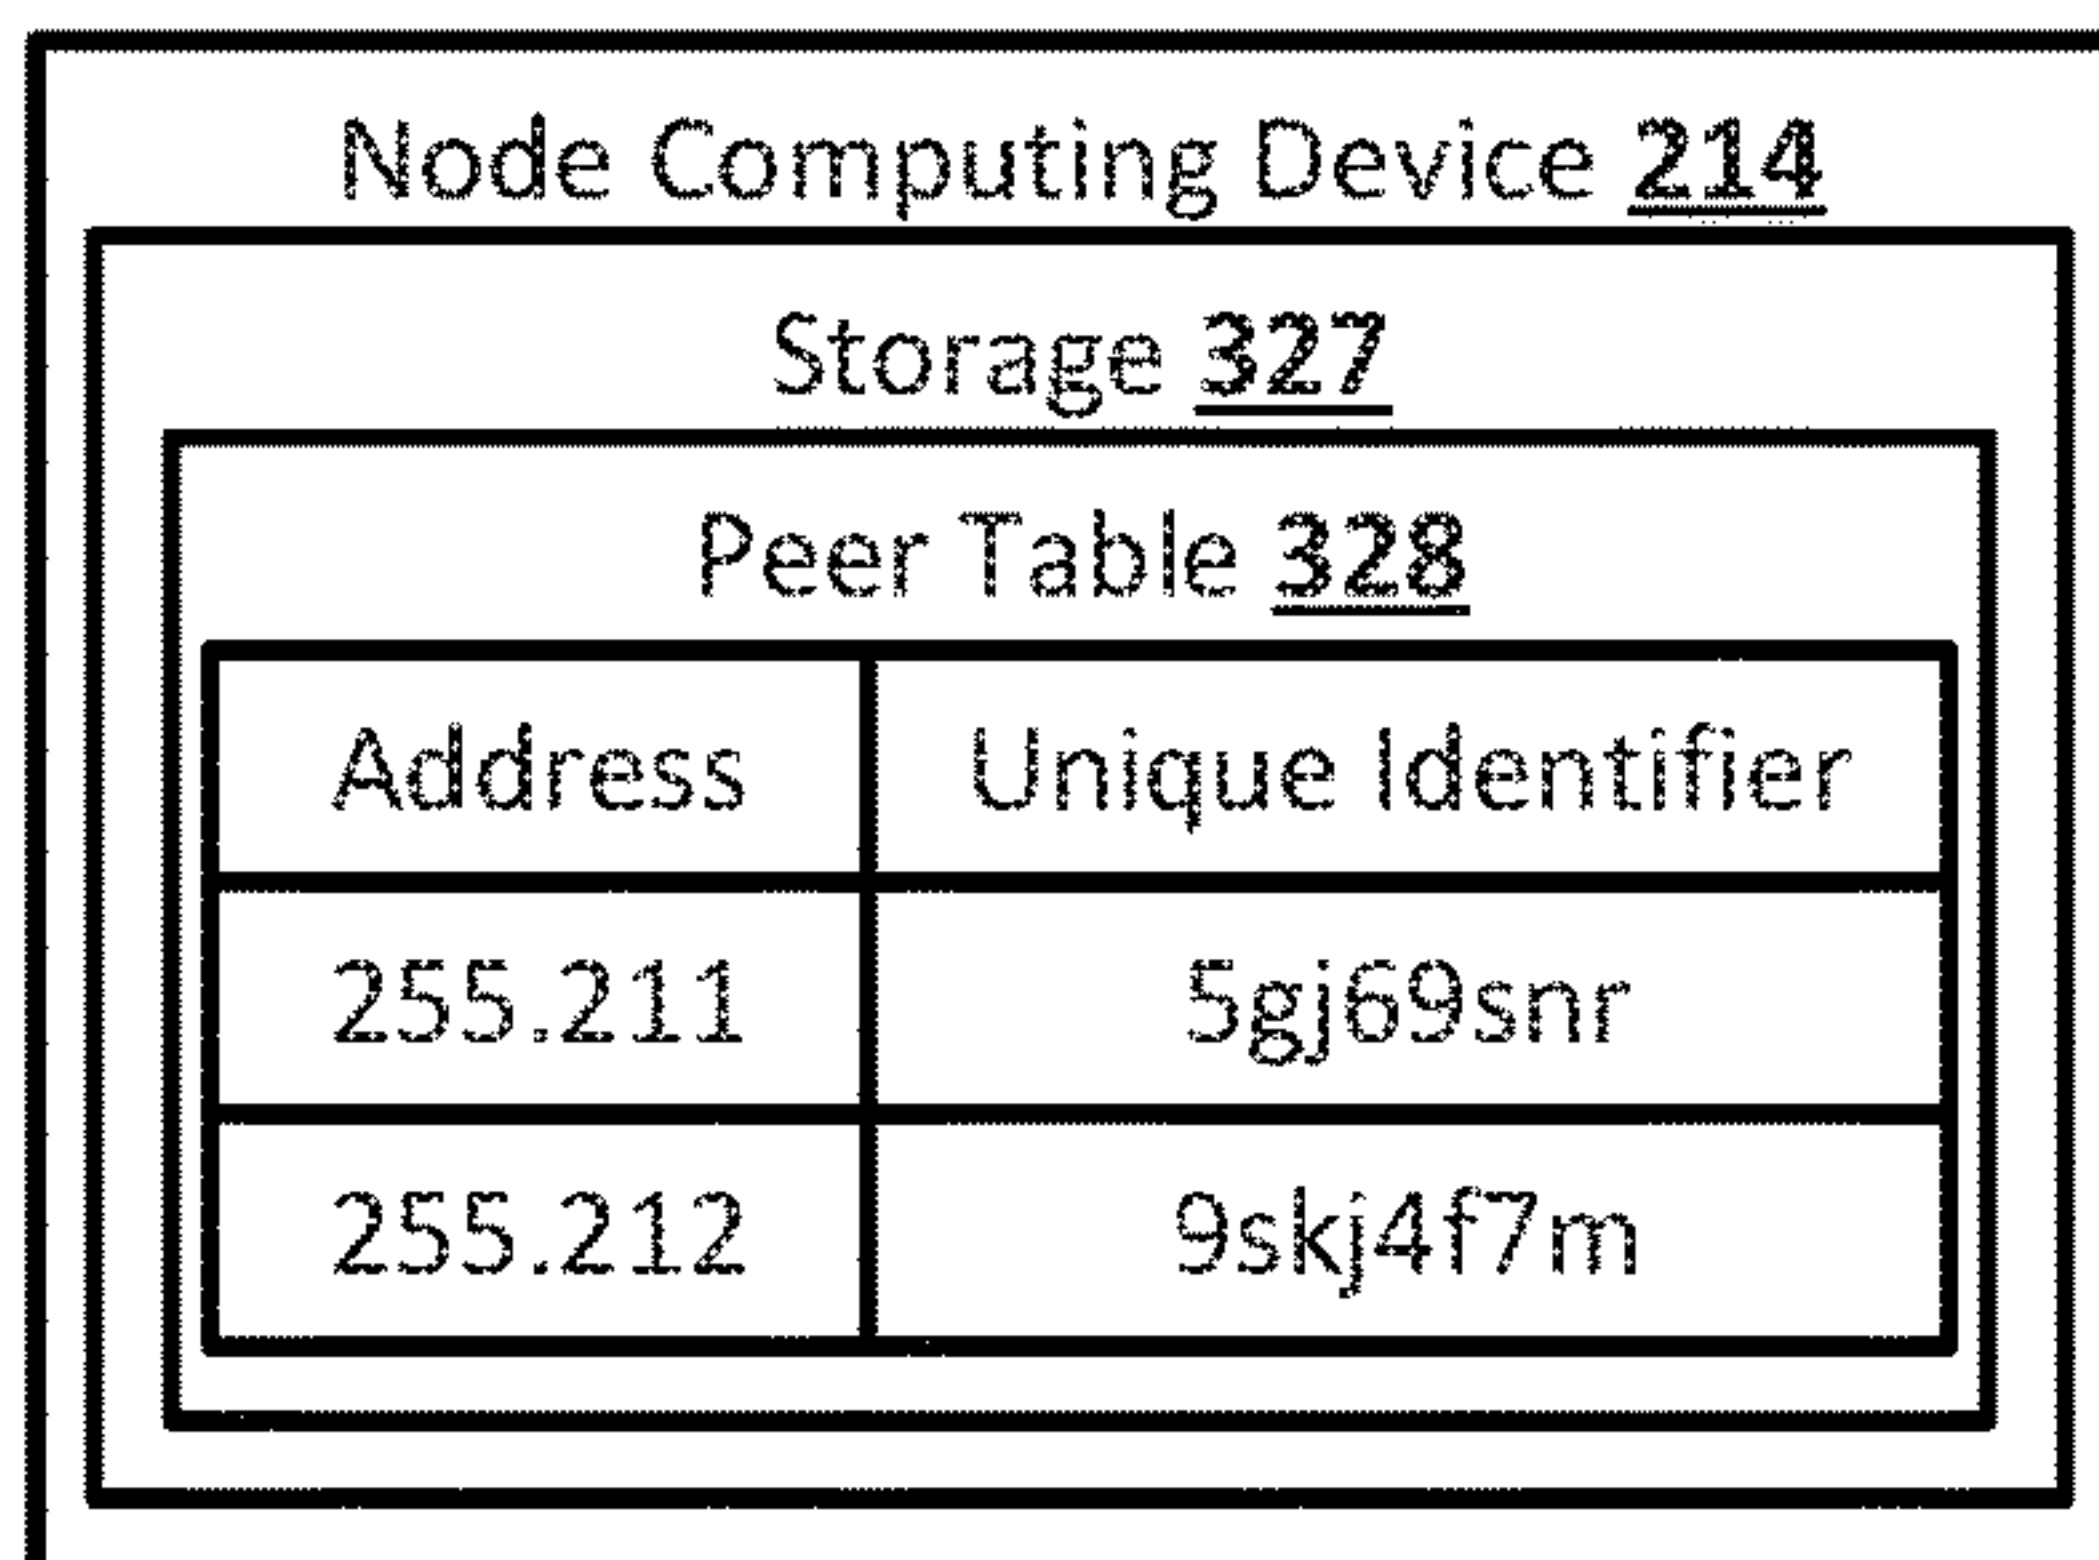 Node Computing Device 214
Storage 327
Peer Table 328
Address Unique Identifier
255.211 5gj69snr
255.212 9skj4f7m